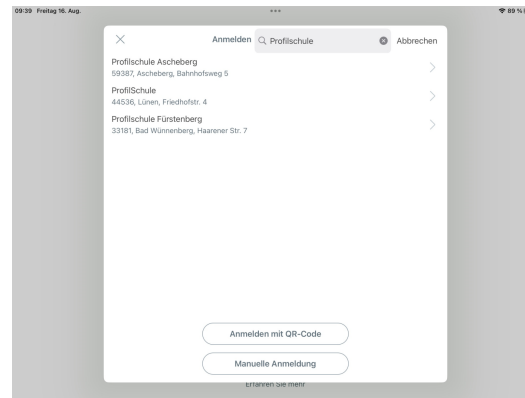 09:39 Freitag 16. Aug.
89 %
Anmelden
Profilschule
Abbrechen
Profilschule Ascheberg
59387, Ascheberg, Bahnhofsweg 5
ProfilSchule
44536, Lünen, Friedhofstr. 4
Profilschule Fürstenberg
33181, Bad Wünnenberg, Haarener Str. 7
Anmelden mit QR-Code
Manuelle Anmeldung
Erfahren Sie mehr